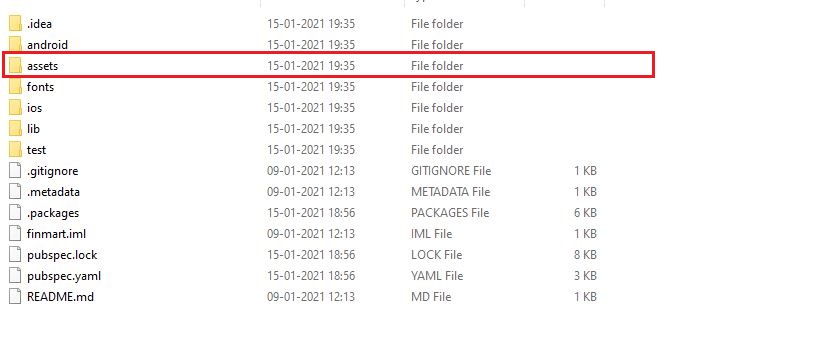 .idea 15-01-2021 19:35 File folder
android 15-01-2021 19:35 File folder
assets 15-01-2021 19:35 File folder
fonts 15-01-2021 19:35 File folder
ios 15-01-2021 19:35 File folder
lib 15-01-2021 19:35 File folder
test 15-01-2021 19:35 File folder
.gitignore 09-01-2021 12:13 GITIGNORE File 1 KB
.metadata 09-01-2021 12:13 METADATA File 1 KB
.packages 15-01-2021 18:56 PACKAGES File 6 KB
finmart.iml 09-01-2021 12:13 IML File 1 KB
pubspec.lock 15-01-2021 18:56 LOCK File 8 KB
pubspec.yaml 15-01-2021 18:56 YAML File 3 KB
README.md 09-01-2021 12:13 MD File 1 KB